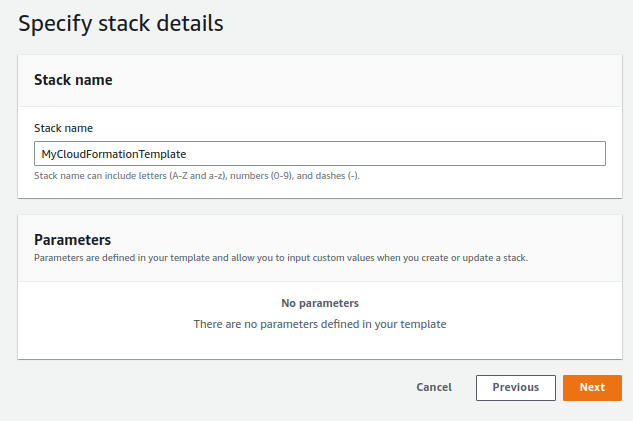 Specify stack details
Stack name
Stack name
MyCloudFormationTemplate
Stack name can include letters (A-Z and a-z), numbers (0-9), and dashes (-).
Parameters
Parameters are defined in your template and allow you to input custom values when you create or update a stack.
No parameters
There are no parameters defined in your template
Cancel Previous Next